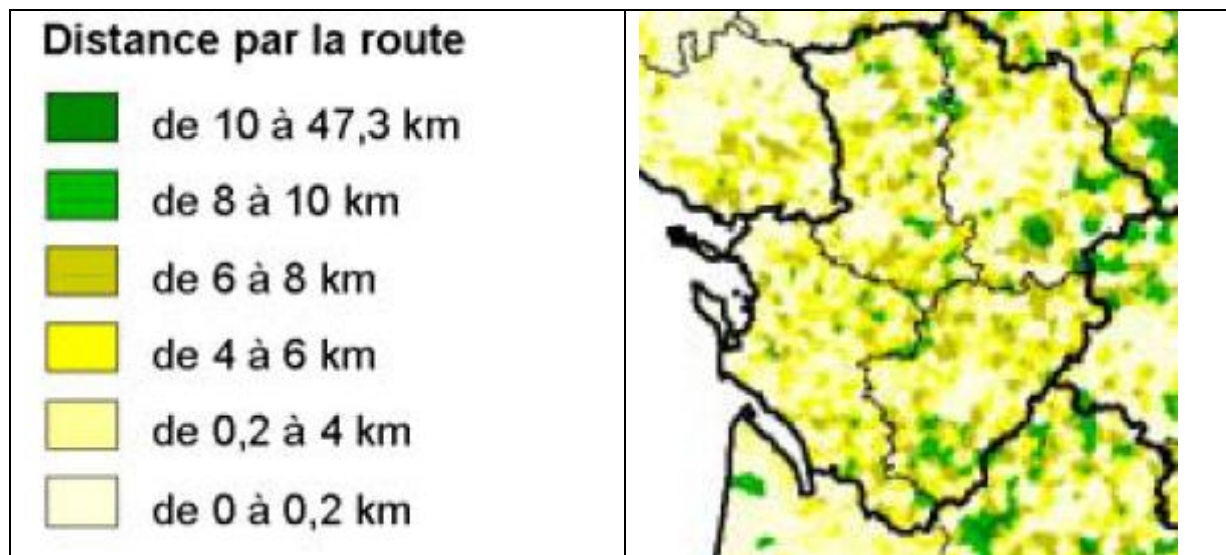 Distance par la route
de 10 à 47,3 km
de 8 à 10 km
de 6 à 8 km
de 4 à 6 km
de 0,2 à 4 km
de 0 à 0,2 km